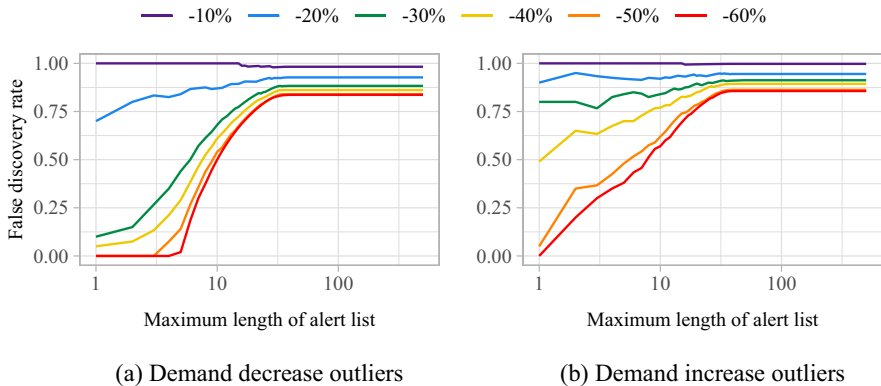 -10% -20% -30% -40% -50% -60%
False discovery rate
1.00
0.75
0.50
0.25
0.00
1 10 100
Maximum length of alert list
(a) Demand decrease outliers
1.00
0.75
0.50
0.25
0.00
1 10 100
Maximum length of alert list
(b) Demand increase outliers